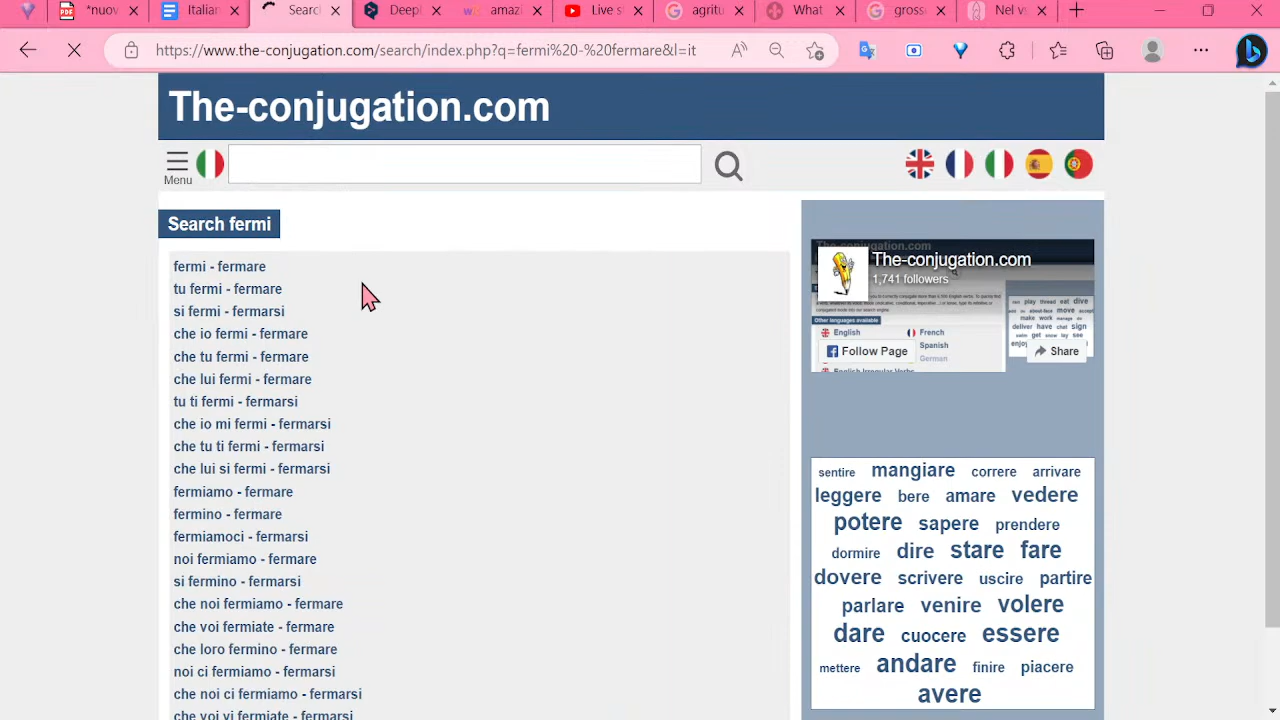 *nuov
Italian
Searc
DeepL
amazi
Live s
agritu
What
gross
Nel vi
https://www.the-conjugation.com/search/index.php?q=fermi%20-%20fermare&l=it
The-conjugation.com
Menu
Search fermi
fermi - fermare
tu fermi - fermare
si fermi - fermarsi
che io fermi - fermare
che tu fermi - fermare
che lui fermi - fermare
tu ti fermi - fermarsi
che io mi fermi - fermarsi
che tu ti fermi - fermarsi
che lui si fermi - fermarsi
fermiamo - fermare
fermino - fermare
fermiamoci - fermarsi
noi fermiamo - fermare
si fermino - fermarsi
che noi fermiamo - fermare
che voi fermiate - fermare
che loro fermino - fermare
noi ci fermiamo - fermarsi
che noi ci fermiamo - fermarsi
che voi vi fermiate - fermarsi
The-conjugation.com
1,741 followers
English
French
Spanish
German
Follow Page
Share
sentire mangiare correre arrivare
leggere bere amare vedere
potere sapere prendere
dormire dire stare fare
dovere scrivere uscire partire
parlare venire volere
dare cuocere essere
mettere andare finire piacere
avere